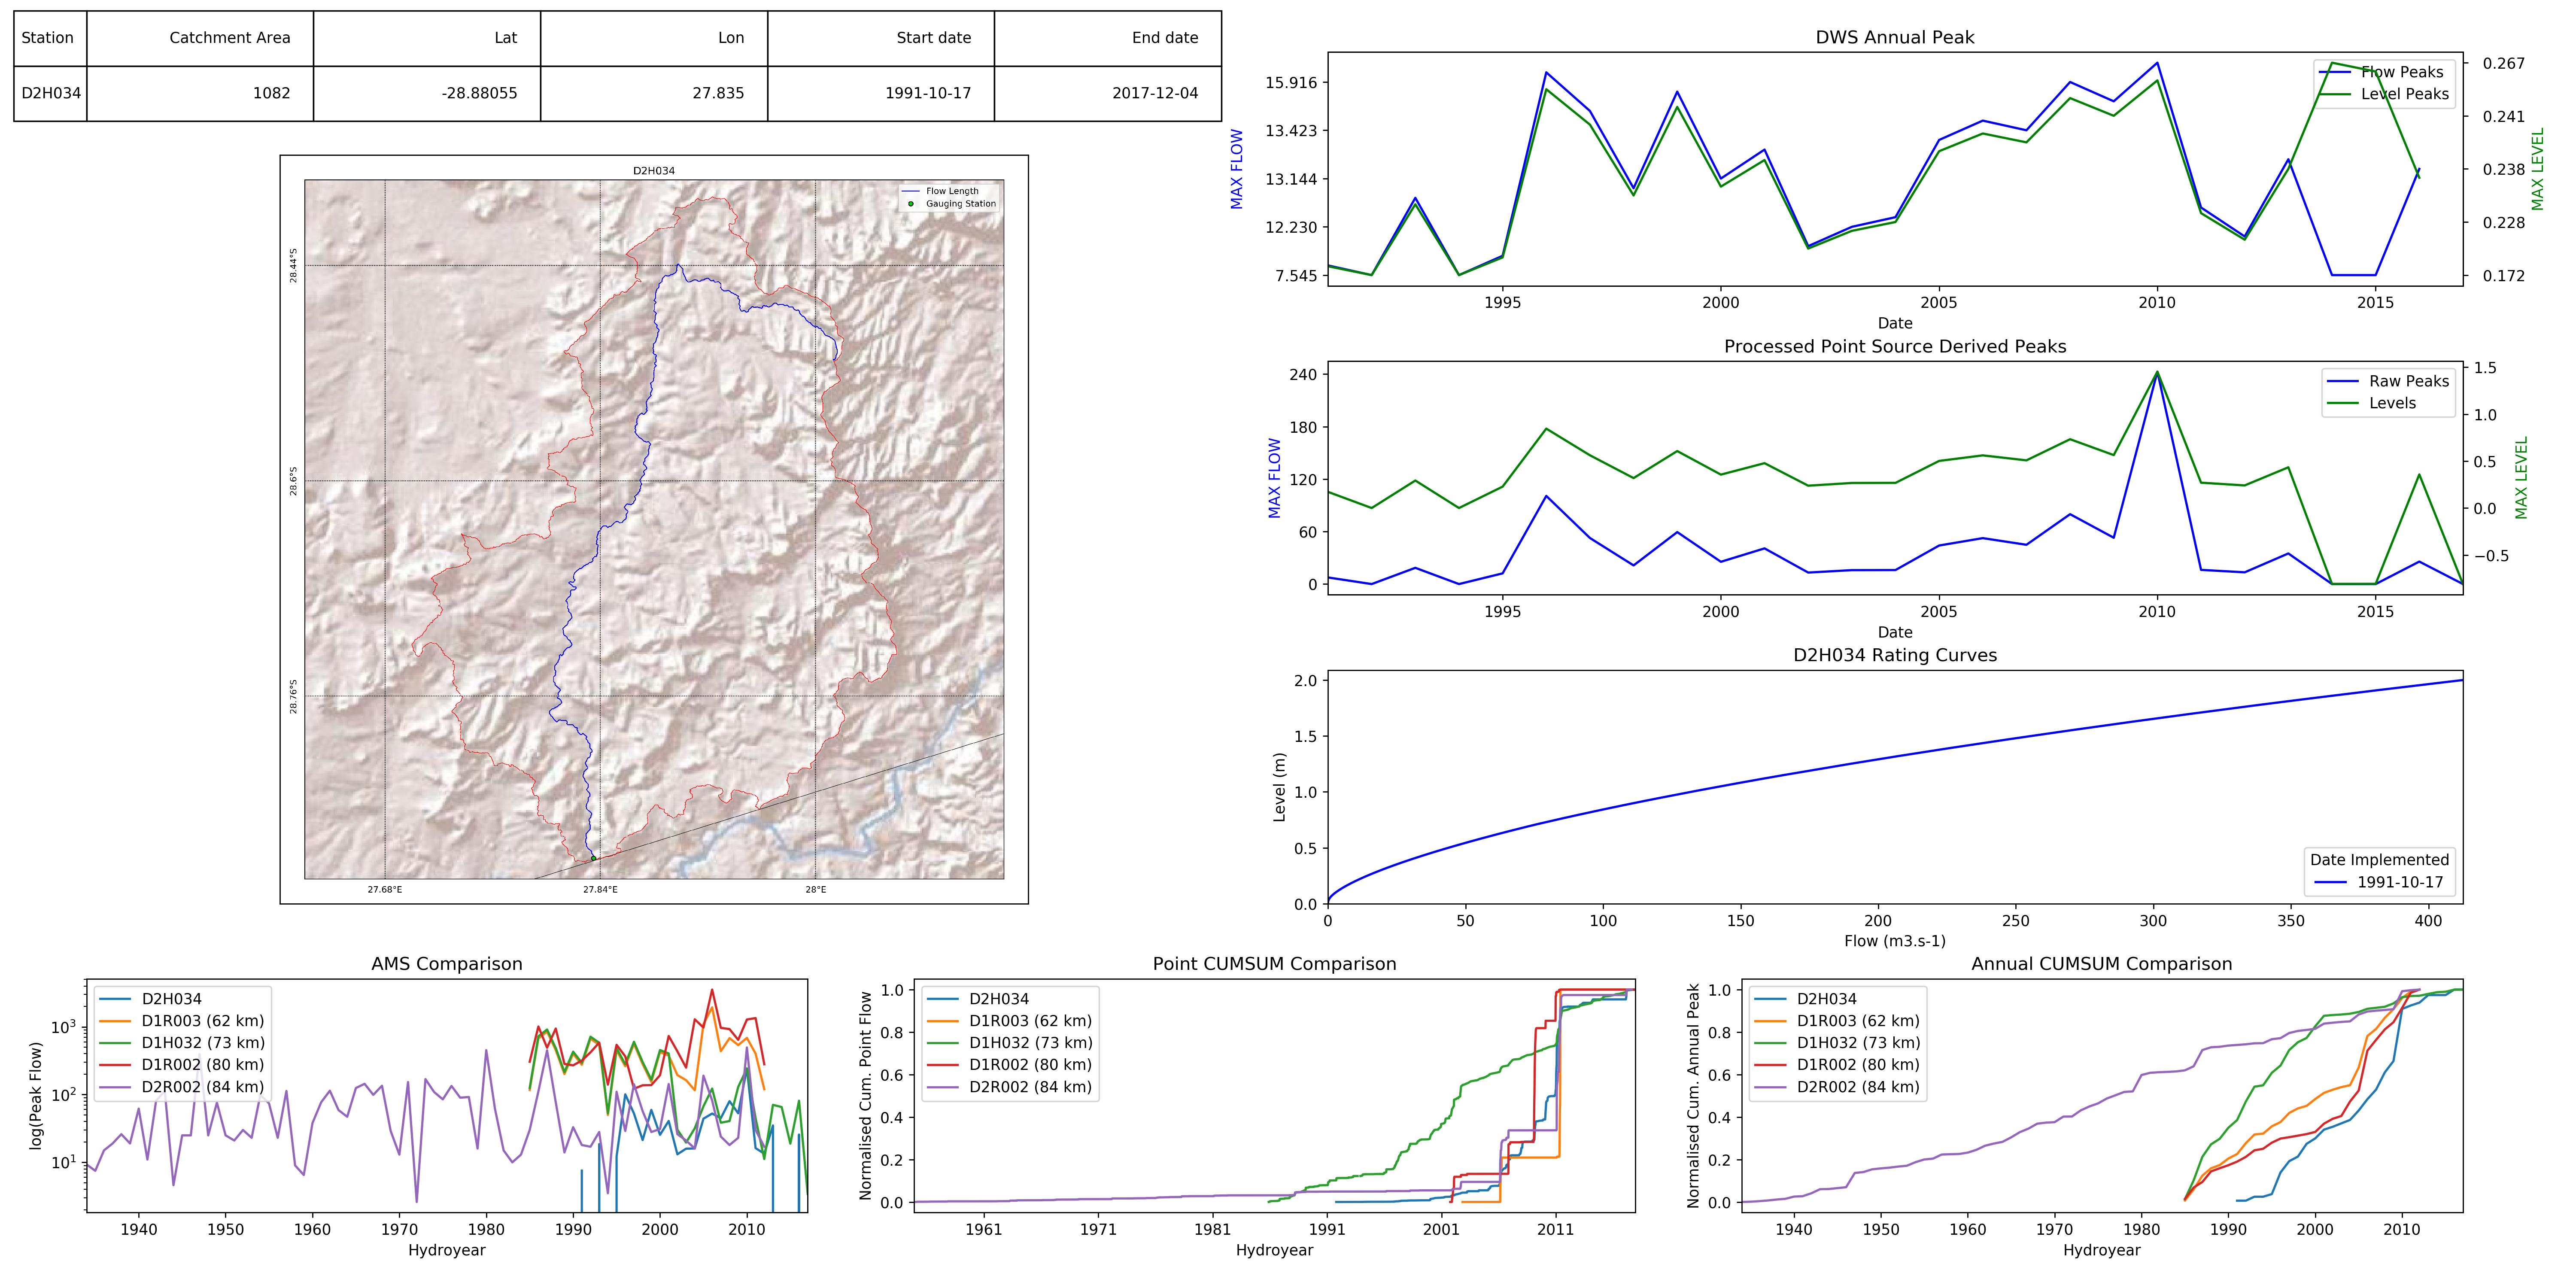 Station Catchment Area Lat Lon Start date End date
D2H034 1082 -28.88055 27.835 1991-10-17 2017-12-04
D2H034
Flow Length
Gauging Station
28.44°S
28.6°S
28.76°S
27.68°E 27.84°E 28°E
DWS Annual Peak
Flow Peaks
Level Peaks
15.916
13.423
13.144
12.230
7.545
0.267
0.241
0.238
0.228
0.172
MAX FLOW
MAX LEVEL
1995 2000 2005 2010 2015
Date
Processed Point Source Derived Peaks
Raw Peaks
Levels
240
180
120
60
0
1.5
1.0
0.5
0.0
−0.5
MAX FLOW
MAX LEVEL
1995 2000 2005 2010 2015
Date
D2H034 Rating Curves
2.0
1.5
1.0
0.5
0.0
Level (m)
Date Implemented
1991-10-17
0 50 100 150 200 250 300 350 400
Flow (m3.s-1)
AMS Comparison
D2H034
D1R003 (62 km)
D1H032 (73 km)
D1R002 (80 km)
D2R002 (84 km)
10³
10²
10¹
log(Peak Flow)
1940 1950 1960 1970 1980 1990 2000 2010
Hydroyear
Point CUMSUM Comparison
D2H034
D1R003 (62 km)
D1H032 (73 km)
D1R002 (80 km)
D2R002 (84 km)
1.0
0.8
0.6
0.4
0.2
0.0
Normalised Cum. Point Flow
1961 1971 1981 1991 2001 2011
Hydroyear
Annual CUMSUM Comparison
D2H034
D1R003 (62 km)
D1H032 (73 km)
D1R002 (80 km)
D2R002 (84 km)
1.0
0.8
0.6
0.4
0.2
0.0
Normalised Cum. Annual Peak
1940 1950 1960 1970 1980 1990 2000 2010
Hydroyear